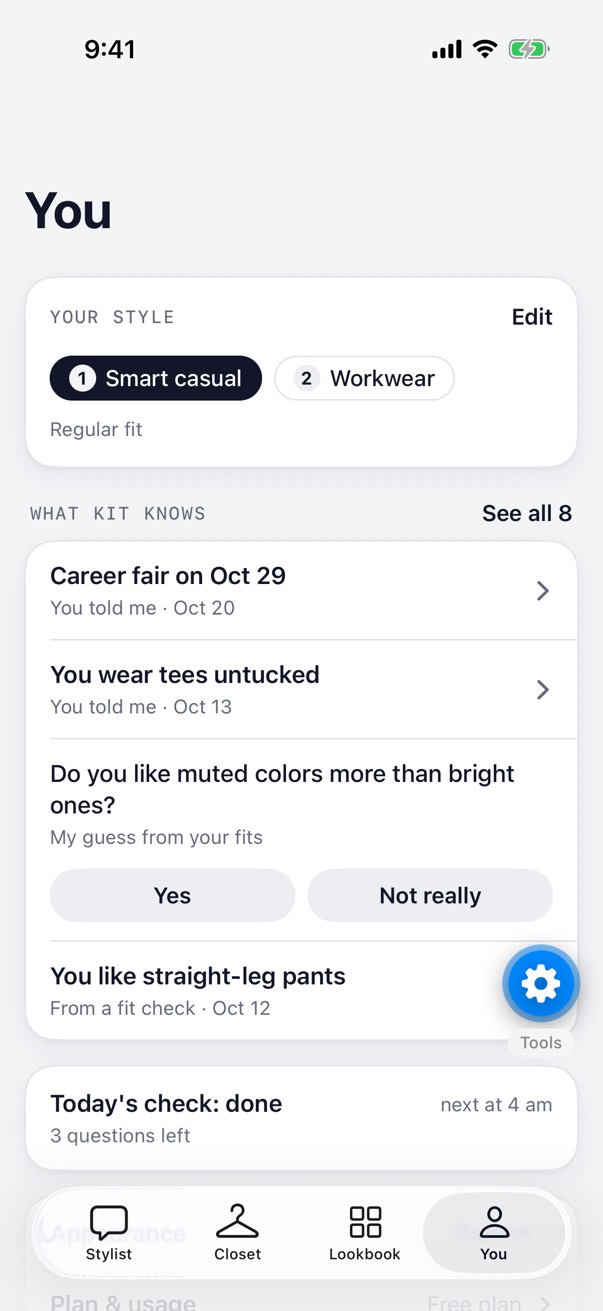 9:41
You
YOUR STYLE
Edit
1 Smart casual
2 Workwear
Regular fit
WHAT KIT KNOWS
See all 8
Career fair on Oct 29
You told me · Oct 20
You wear tees untucked
You told me · Oct 13
Do you like muted colors more than bright
ones?
My guess from your fits
Yes
Not really
You like straight-leg pants
From a fit check · Oct 12
Tools
Today's check: done
next at 4 am
3 questions left
Appearance
Stylist
Closet
Lookbook
You
Plan & usage
Free plan